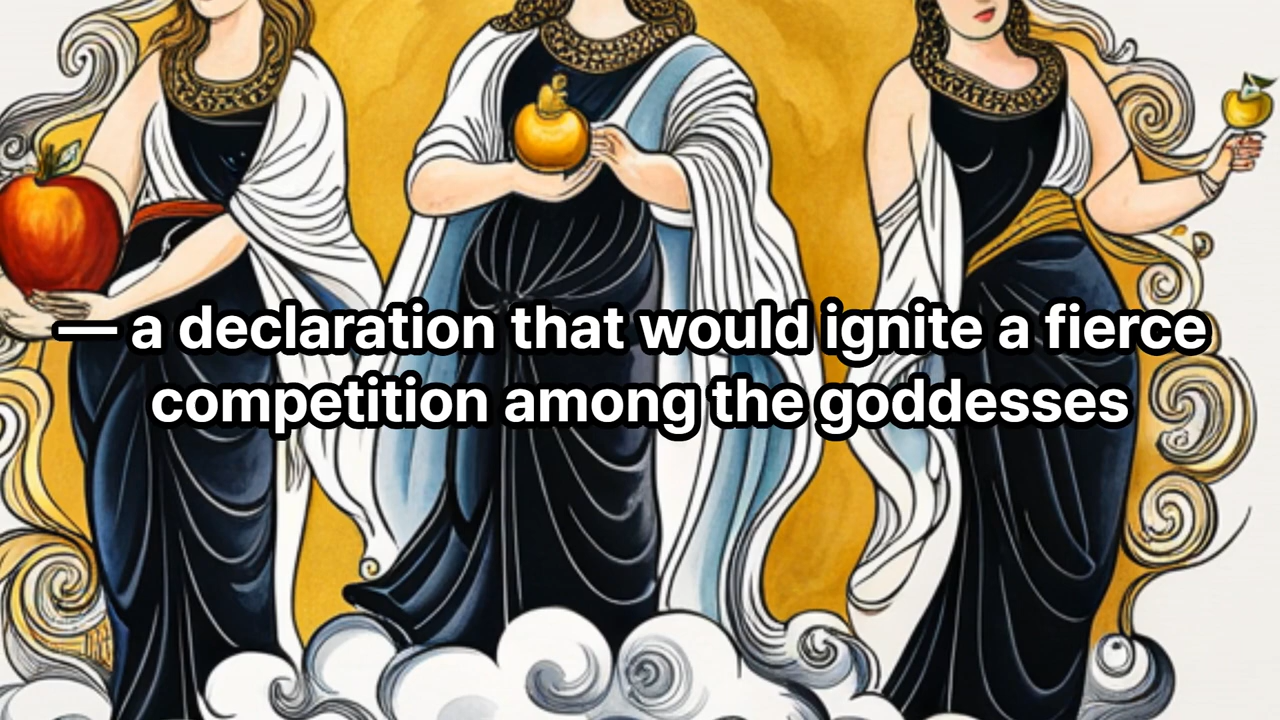 — a declaration that would ignite a fierce
competition among the goddesses